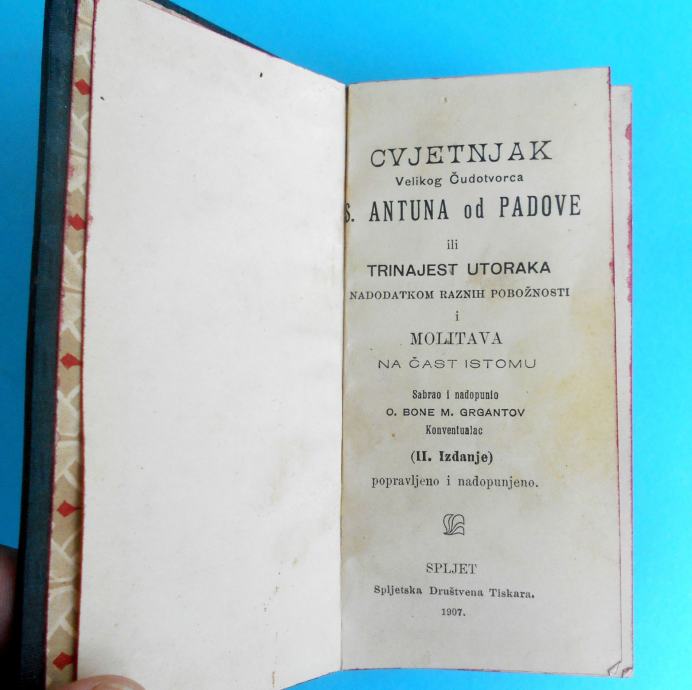 CVJETNJAK
Velikog Čudotvorca
S. ANTUNA od PADOVE
ili
TRINAJEST UTORAKA
NADODATKOM RAZNIH POBOŽNOSTI
i
MOLITAVA
NA ČAST ISTOMU
Sabrao i nadopunio
O. BONE M. GRGANTOV
Konventualac
(II. Izdanje)
popravljeno i nadopunjeno.
SPLJET
Spljetska Društvena Tiskara.
1907.